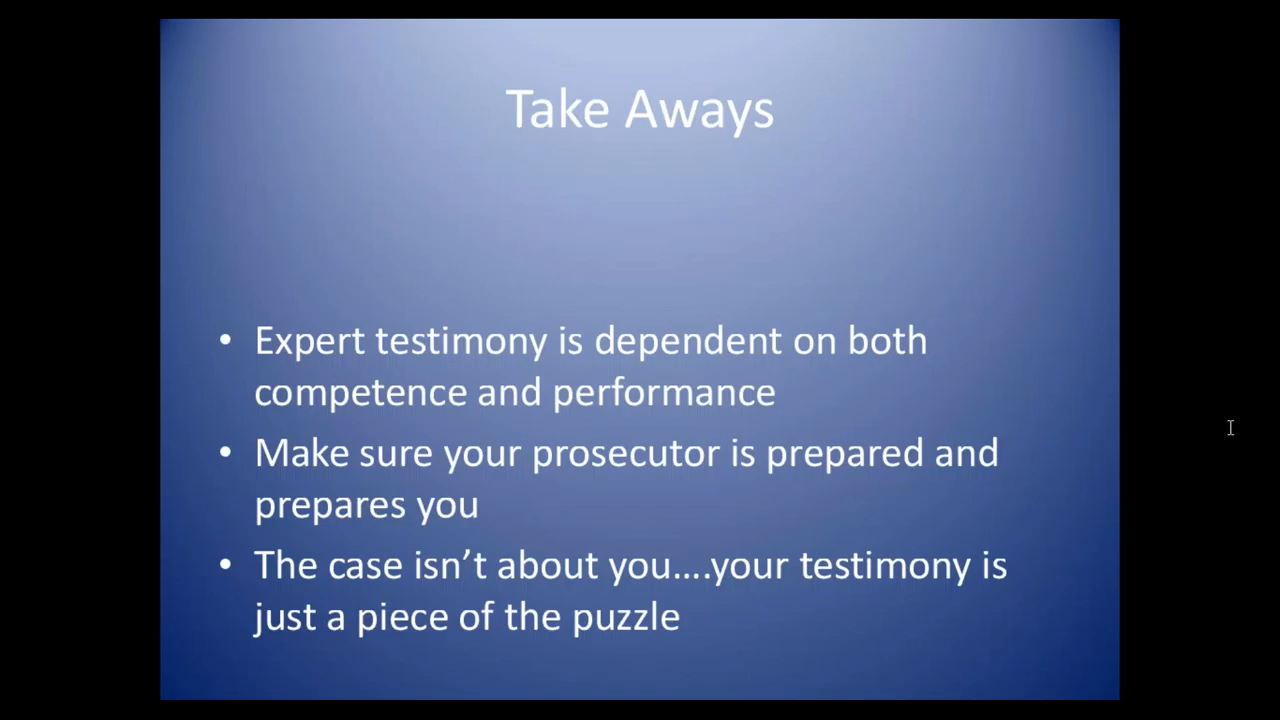 Take Aways
• Expert testimony is dependent on both
competence and performance
• Make sure your prosecutor is prepared and
prepares you
• The case isn’t about you….your testimony is
just a piece of the puzzle